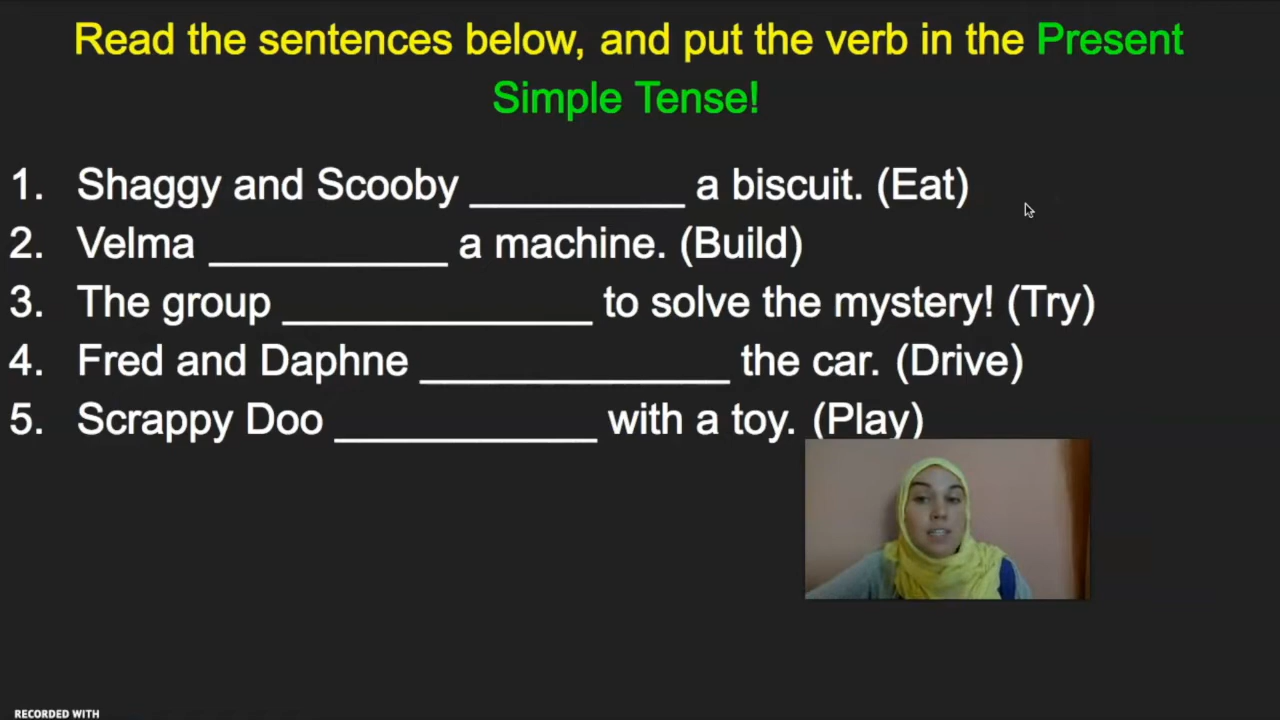 Read the sentences below, and put the verb in the Present
Simple Tense!
1. Shaggy and Scooby _________ a biscuit. (Eat)
2. Velma __________ a machine. (Build)
3. The group _____________ to solve the mystery! (Try)
4. Fred and Daphne _____________ the car. (Drive)
5. Scrappy Doo ___________ with a toy. (Play)
RECORDED WITH